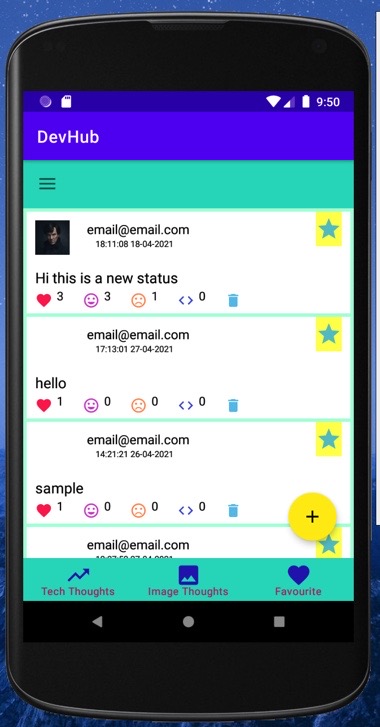 9:50
DevHub
email@email.com
18:11:08 18-04-2021
Hi this is a new status
3 3 1 0
email@email.com
17:13:01 27-04-2021
hello
1 0 0 0
email@email.com
14:21:21 26-04-2021
sample
1 0 0 0
+
email@email.com
Tech Thoughts Image Thoughts Favourite